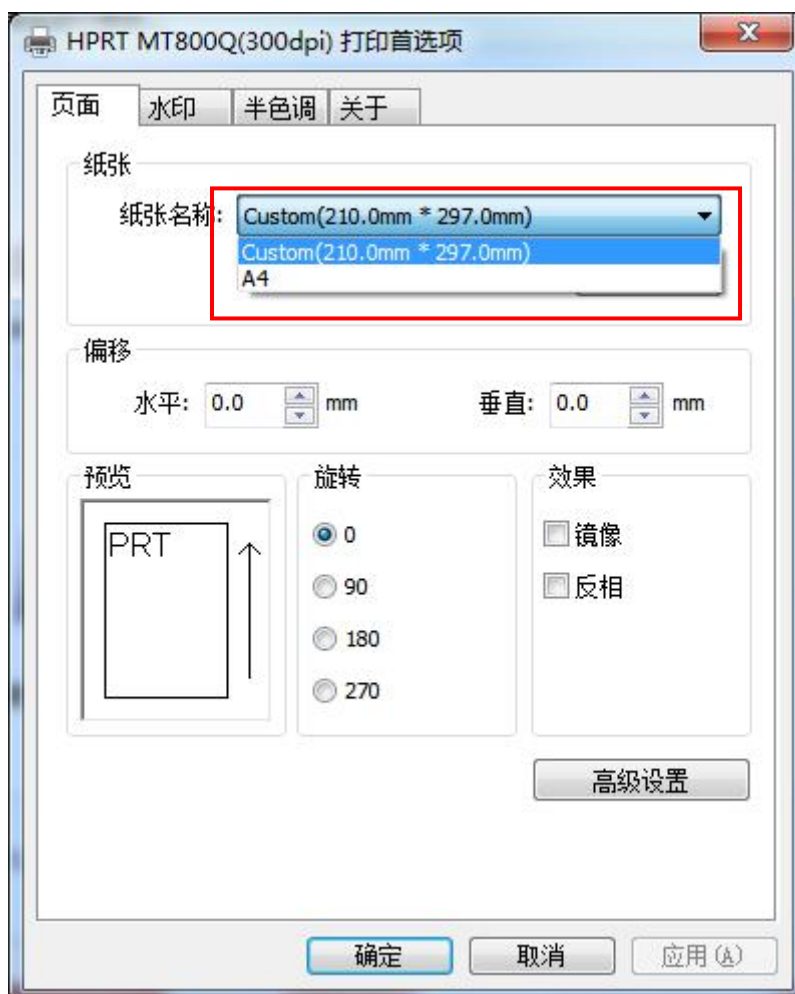 HPRT MT800Q(300dpi) 打印首选项
页面 水印 半色调 关于
纸张
纸张名称: Custom(210.0mm * 297.0mm)
Custom(210.0mm * 297.0mm)
A4
偏移
水平: 0.0 mm 垂直: 0.0 mm
预览 旋转 效果
PRT 0 镜像
90 反相
180
270
高级设置
确定 取消 应用(A)